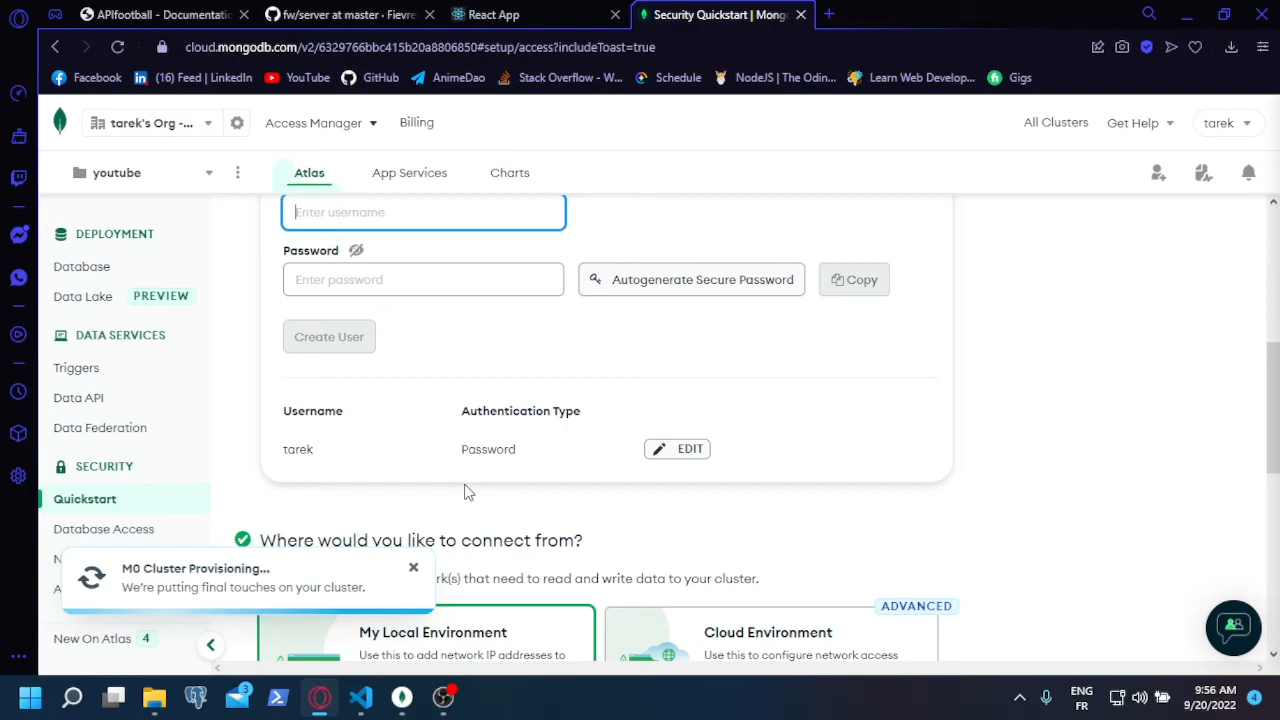 APIfootball - Documentatio
fw/server at master · Fievre
React App
Security Quickstart | Mong
cloud.mongodb.com/v2/6329766bbc415b20a8806850#setup/access?includeToast=true
Facebook
(16) Feed | LinkedIn
YouTube
GitHub
AnimeDao
Stack Overflow - W...
Schedule
NodeJS | The Odin...
Learn Web Develop...
Gigs
tarek's Org -...
Access Manager
Billing
All Clusters
Get Help
tarek
youtube
Atlas
App Services
Charts
DEPLOYMENT
Database
Data Lake PREVIEW
DATA SERVICES
Triggers
Data API
Data Federation
SECURITY
Quickstart
Database Access
N
A
New On Atlas 4
Enter username
Password
Enter password
Autogenerate Secure Password
Copy
Create User
Username Authentication Type
tarek Password EDIT
Where would you like to connect from?
rk(s) that need to read and write data to your cluster.
M0 Cluster Provisioning...
We're putting final touches on your cluster.
ADVANCED
My Local Environment
Use this to add network IP addresses to
Cloud Environment
Use this to configure network access
3
ENG
FR
9:56 AM
9/20/2022
4